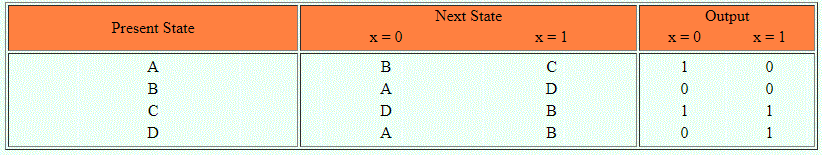 Present State Next State Output
x = 0 x = 1 x = 0 x = 1
A B C 1 0
B A D 0 0
C D B 1 1
D A B 0 1